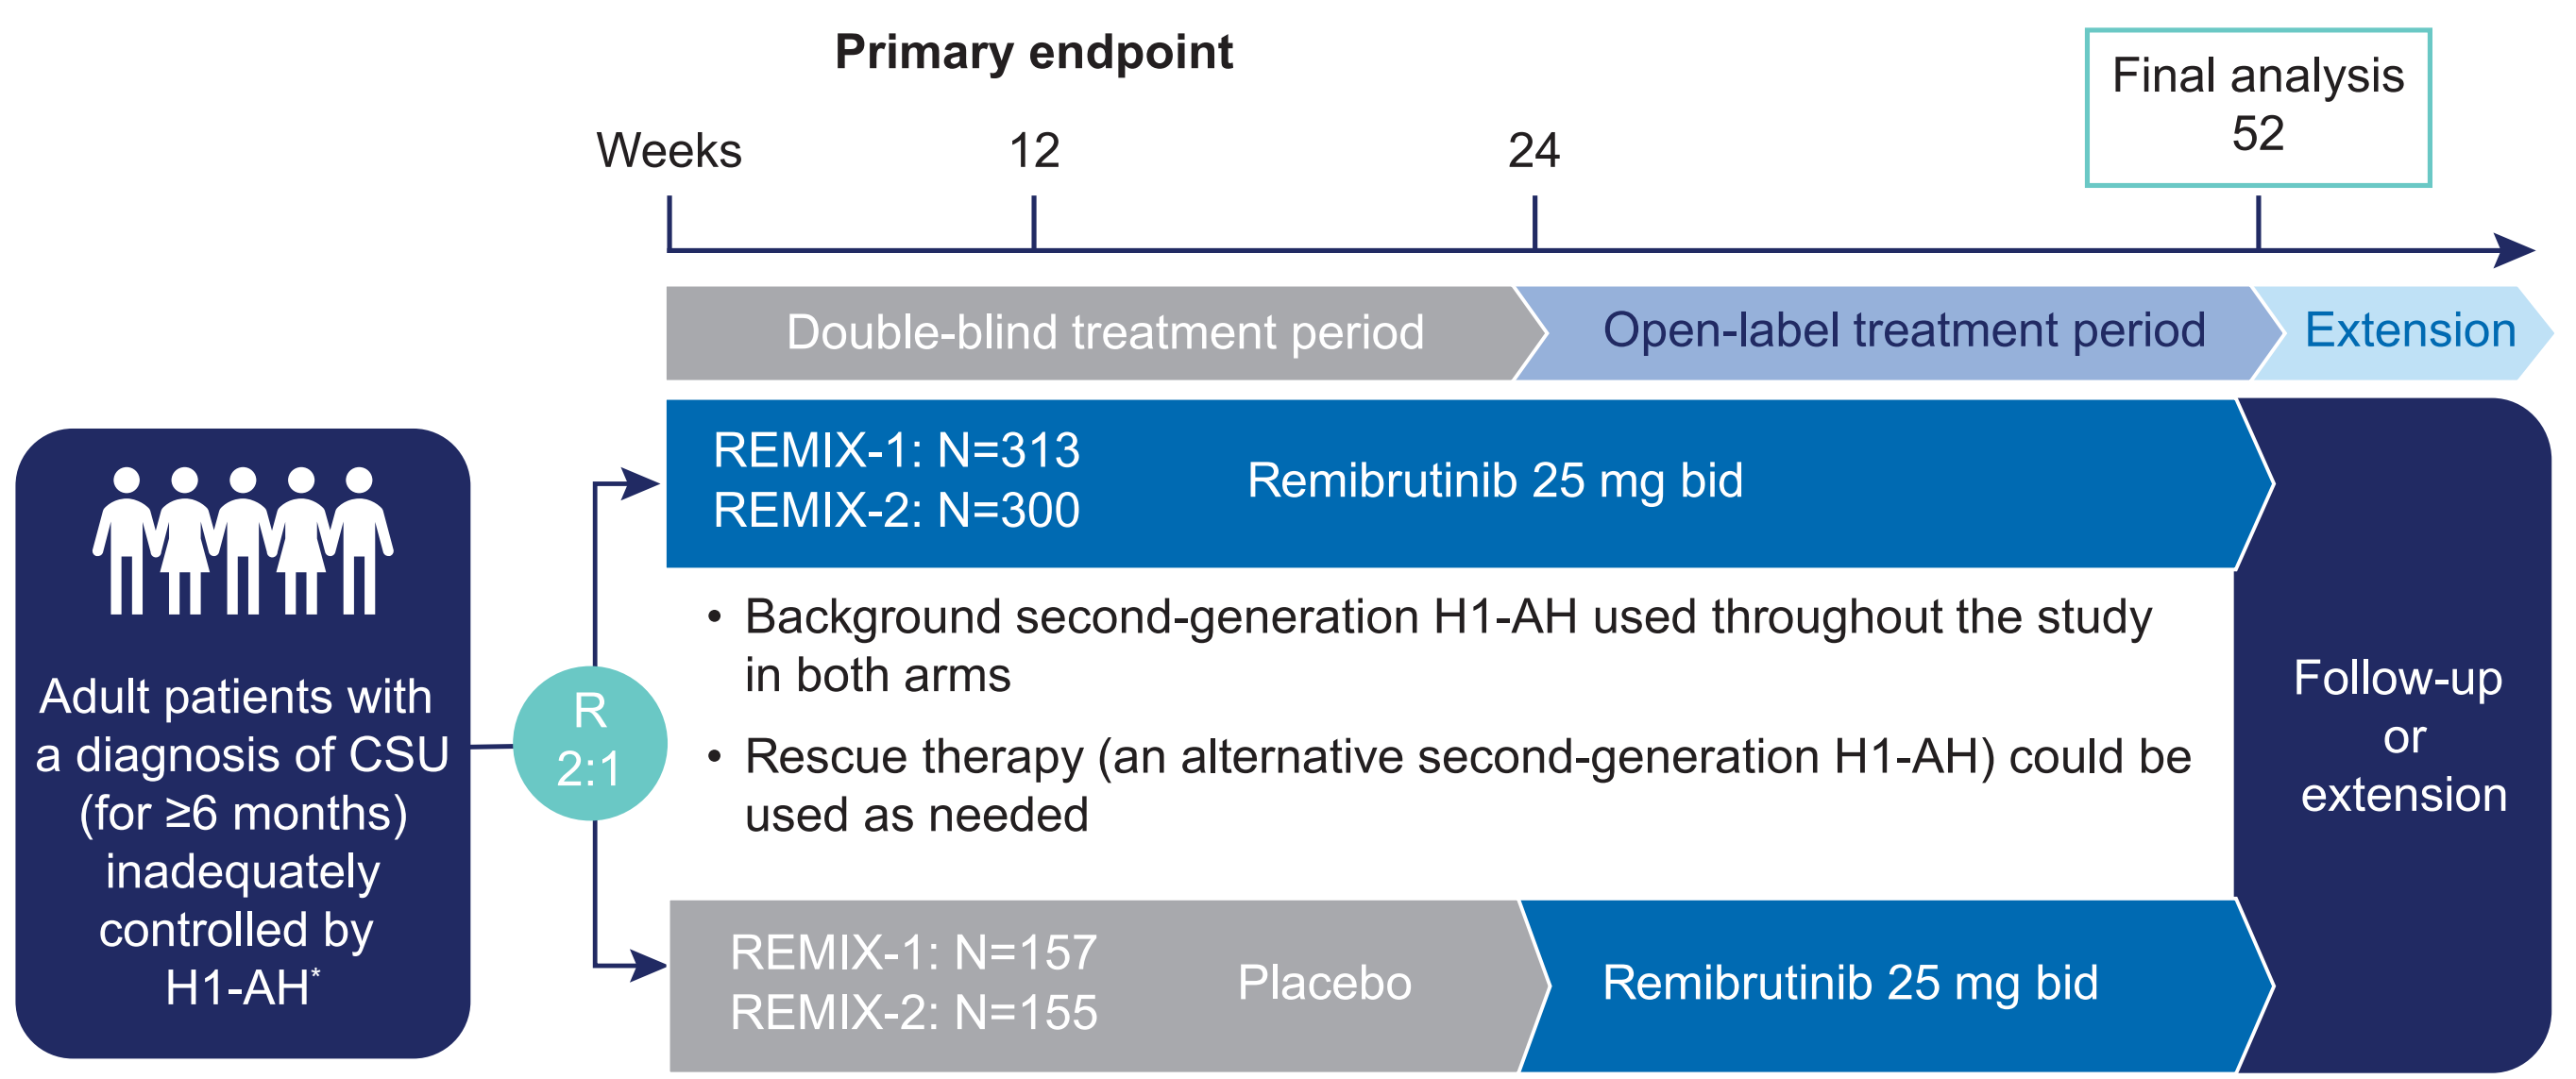 Primary endpoint
Final analysis
52
Weeks
12
24
Double-blind treatment period
Open-label treatment period
Extension
Adult patients with
a diagnosis of CSU
(for ≥6 months)
inadequately
controlled by
H1-AH*
R
2:1
REMIX-1: N=313
REMIX-2: N=300
Remibrutinib 25 mg bid
• Background second-generation H1-AH used throughout the study
in both arms
• Rescue therapy (an alternative second-generation H1-AH) could be
used as needed
REMIX-1: N=157
REMIX-2: N=155
Placebo
Remibrutinib 25 mg bid
Follow-up
or
extension